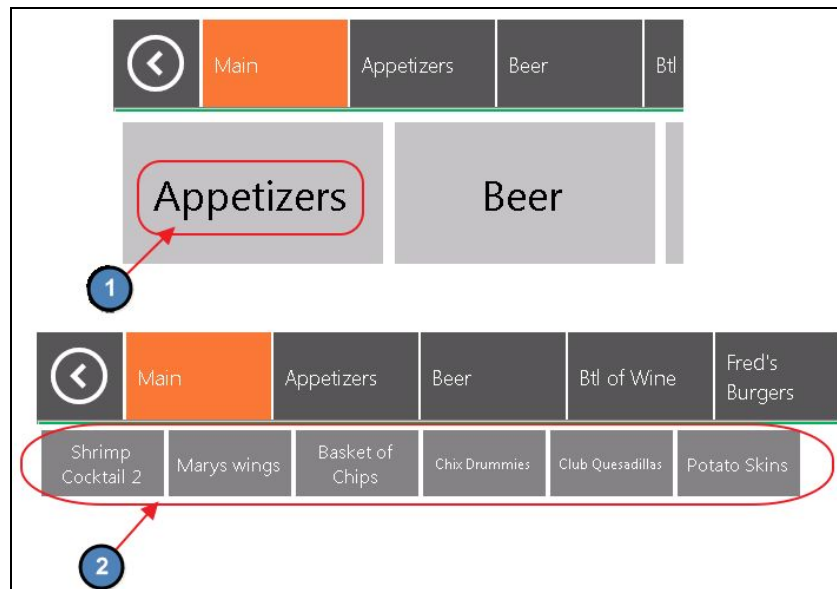 Main
Appetizers
Beer
Btl
Appetizers
Beer
1
Main
Appetizers
Beer
Btl of Wine
Fred's
Burgers
Shrimp
Cocktail 2
Marys wings
Basket of
Chips
Chix Drummies
Club Quesadillas
Potato Skins
2